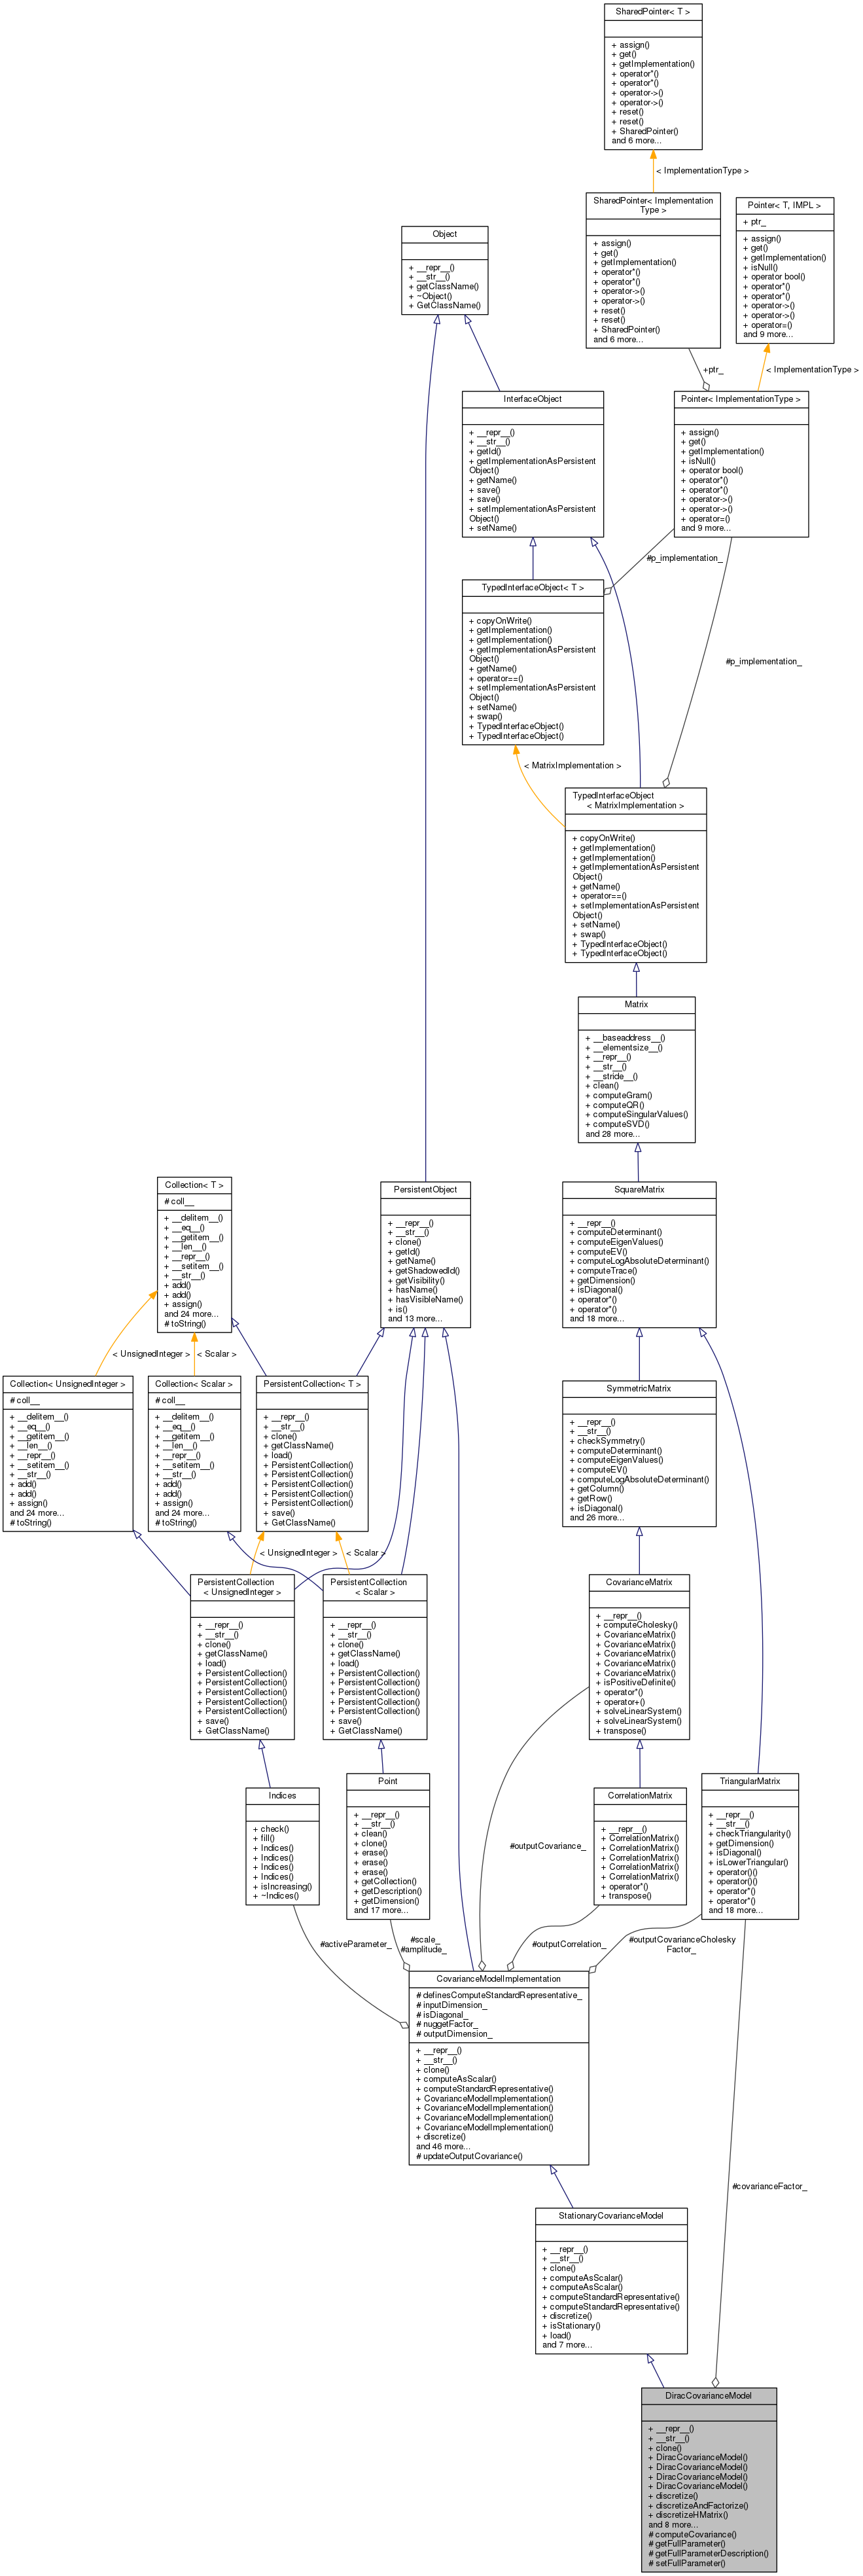 SharedPointer< T >
+ assign()
+ get()
+ getImplementation()
+ operator*()
+ operator*()
+ operator->()
+ operator->()
+ reset()
+ reset()
+ SharedPointer()
and 6 more...
< ImplementationType >
SharedPointer< Implementation
Type >
+ assign()
+ get()
+ getImplementation()
+ operator*()
+ operator*()
+ operator->()
+ operator->()
+ reset()
+ reset()
+ SharedPointer()
and 6 more...
Pointer< T, IMPL >
+ ptr_
+ assign()
+ get()
+ getImplementation()
+ isNull()
+ operator bool()
+ operator*()
+ operator*()
+ operator->()
+ operator->()
+ operator=()
and 9 more...
Object
+ __repr__()
+ __str__()
+ getClassName()
+ ~Object()
+ GetClassName()
+ptr_
< ImplementationType >
InterfaceObject
+ __repr__()
+ __str__()
+ getId()
+ getImplementationAsPersistent
Object()
+ getName()
+ save()
+ save()
+ setImplementationAsPersistent
Object()
+ setName()
Pointer< ImplementationType >
+ assign()
+ get()
+ getImplementation()
+ isNull()
+ operator bool()
+ operator*()
+ operator*()
+ operator->()
+ operator->()
+ operator=()
and 9 more...
#p_implementation_
TypedInterfaceObject< T >
+ copyOnWrite()
+ getImplementation()
+ getImplementation()
+ getImplementationAsPersistent
Object()
+ getName()
+ operator==()
+ setImplementationAsPersistent
Object()
+ setName()
+ swap()
+ TypedInterfaceObject()
+ TypedInterfaceObject()
#p_implementation_
< MatrixImplementation >
TypedInterfaceObject
< MatrixImplementation >
+ copyOnWrite()
+ getImplementation()
+ getImplementation()
+ getImplementationAsPersistent
Object()
+ getName()
+ operator==()
+ setImplementationAsPersistent
Object()
+ setName()
+ swap()
+ TypedInterfaceObject()
+ TypedInterfaceObject()
Matrix
+ __baseaddress__()
+ __elementsize__()
+ __repr__()
+ __str__()
+ __stride__()
+ clean()
+ computeGram()
+ computeQR()
+ computeSingularValues()
+ computeSVD()
and 28 more...
Collection< T >
# coll__
+ __delitem__()
+ __eq__()
+ __getitem__()
+ __len__()
+ __repr__()
+ __setitem__()
+ __str__()
+ add()
+ add()
+ assign()
and 24 more...
# toString()
PersistentObject
+ __repr__()
+ __str__()
+ clone()
+ getId()
+ getName()
+ getShadowedId()
+ getVisibility()
+ hasName()
+ hasVisibleName()
+ is()
and 13 more...
SquareMatrix
+ __repr__()
+ computeDeterminant()
+ computeEigenValues()
+ computeEV()
+ computeLogAbsoluteDeterminant()
+ computeTrace()
+ getDimension()
+ isDiagonal()
+ operator*()
+ operator*()
and 18 more...
< UnsignedInteger >
< Scalar >
Collection< UnsignedInteger >
# coll__
+ __delitem__()
+ __eq__()
+ __getitem__()
+ __len__()
+ __repr__()
+ __setitem__()
+ __str__()
+ add()
+ add()
+ assign()
and 24 more...
# toString()
Collection< Scalar >
# coll__
+ __delitem__()
+ __eq__()
+ __getitem__()
+ __len__()
+ __repr__()
+ __setitem__()
+ __str__()
+ add()
+ add()
+ assign()
and 24 more...
# toString()
PersistentCollection< T >
+ __repr__()
+ __str__()
+ clone()
+ getClassName()
+ load()
+ PersistentCollection()
+ PersistentCollection()
+ PersistentCollection()
+ PersistentCollection()
+ PersistentCollection()
+ save()
+ GetClassName()
SymmetricMatrix
+ __repr__()
+ __str__()
+ checkSymmetry()
+ computeDeterminant()
+ computeEigenValues()
+ computeEV()
+ computeLogAbsoluteDeterminant()
+ getColumn()
+ getRow()
+ isDiagonal()
and 26 more...
< UnsignedInteger >
< Scalar >
PersistentCollection
< UnsignedInteger >
+ __repr__()
+ __str__()
+ clone()
+ getClassName()
+ load()
+ PersistentCollection()
+ PersistentCollection()
+ PersistentCollection()
+ PersistentCollection()
+ PersistentCollection()
+ save()
+ GetClassName()
PersistentCollection
< Scalar >
+ __repr__()
+ __str__()
+ clone()
+ getClassName()
+ load()
+ PersistentCollection()
+ PersistentCollection()
+ PersistentCollection()
+ PersistentCollection()
+ PersistentCollection()
+ save()
+ GetClassName()
CovarianceMatrix
+ __repr__()
+ computeCholesky()
+ CovarianceMatrix()
+ CovarianceMatrix()
+ CovarianceMatrix()
+ CovarianceMatrix()
+ CovarianceMatrix()
+ isPositiveDefinite()
+ operator*()
+ operator+()
+ solveLinearSystem()
+ solveLinearSystem()
+ transpose()
Indices
+ check()
+ fill()
+ Indices()
+ Indices()
+ Indices()
+ Indices()
+ isIncreasing()
+ ~Indices()
Point
+ __repr__()
+ __str__()
+ clean()
+ clone()
+ erase()
+ erase()
+ erase()
+ getCollection()
+ getDescription()
+ getDimension()
and 17 more...
#outputCovariance_
CorrelationMatrix
+ __repr__()
+ CorrelationMatrix()
+ CorrelationMatrix()
+ CorrelationMatrix()
+ CorrelationMatrix()
+ CorrelationMatrix()
+ operator*()
+ transpose()
TriangularMatrix
+ __repr__()
+ __str__()
+ checkTriangularity()
+ getDimension()
+ isDiagonal()
+ isLowerTriangular()
+ operator()()
+ operator()()
+ operator*()
+ operator*()
and 18 more...
#activeParameter_
#scale_
#amplitude_
#outputCorrelation_
#outputCovarianceCholesky
Factor_
CovarianceModelImplementation
# definesComputeStandardRepresentative_
# inputDimension_
# isDiagonal_
# nuggetFactor_
# outputDimension_
+ __repr__()
+ __str__()
+ clone()
+ computeAsScalar()
+ computeStandardRepresentative()
+ CovarianceModelImplementation()
+ CovarianceModelImplementation()
+ CovarianceModelImplementation()
+ CovarianceModelImplementation()
+ discretize()
and 46 more...
# updateOutputCovariance()
#covarianceFactor_
StationaryCovarianceModel
+ __repr__()
+ __str__()
+ clone()
+ computeAsScalar()
+ computeAsScalar()
+ computeStandardRepresentative()
+ computeStandardRepresentative()
+ discretize()
+ isStationary()
+ load()
and 7 more...
DiracCovarianceModel
+ __repr__()
+ __str__()
+ clone()
+ DiracCovarianceModel()
+ DiracCovarianceModel()
+ DiracCovarianceModel()
+ DiracCovarianceModel()
+ discretize()
+ discretizeAndFactorize()
+ discretizeHMatrix()
and 8 more...
# computeCovariance()
# getFullParameter()
# getFullParameterDescription()
# setFullParameter()